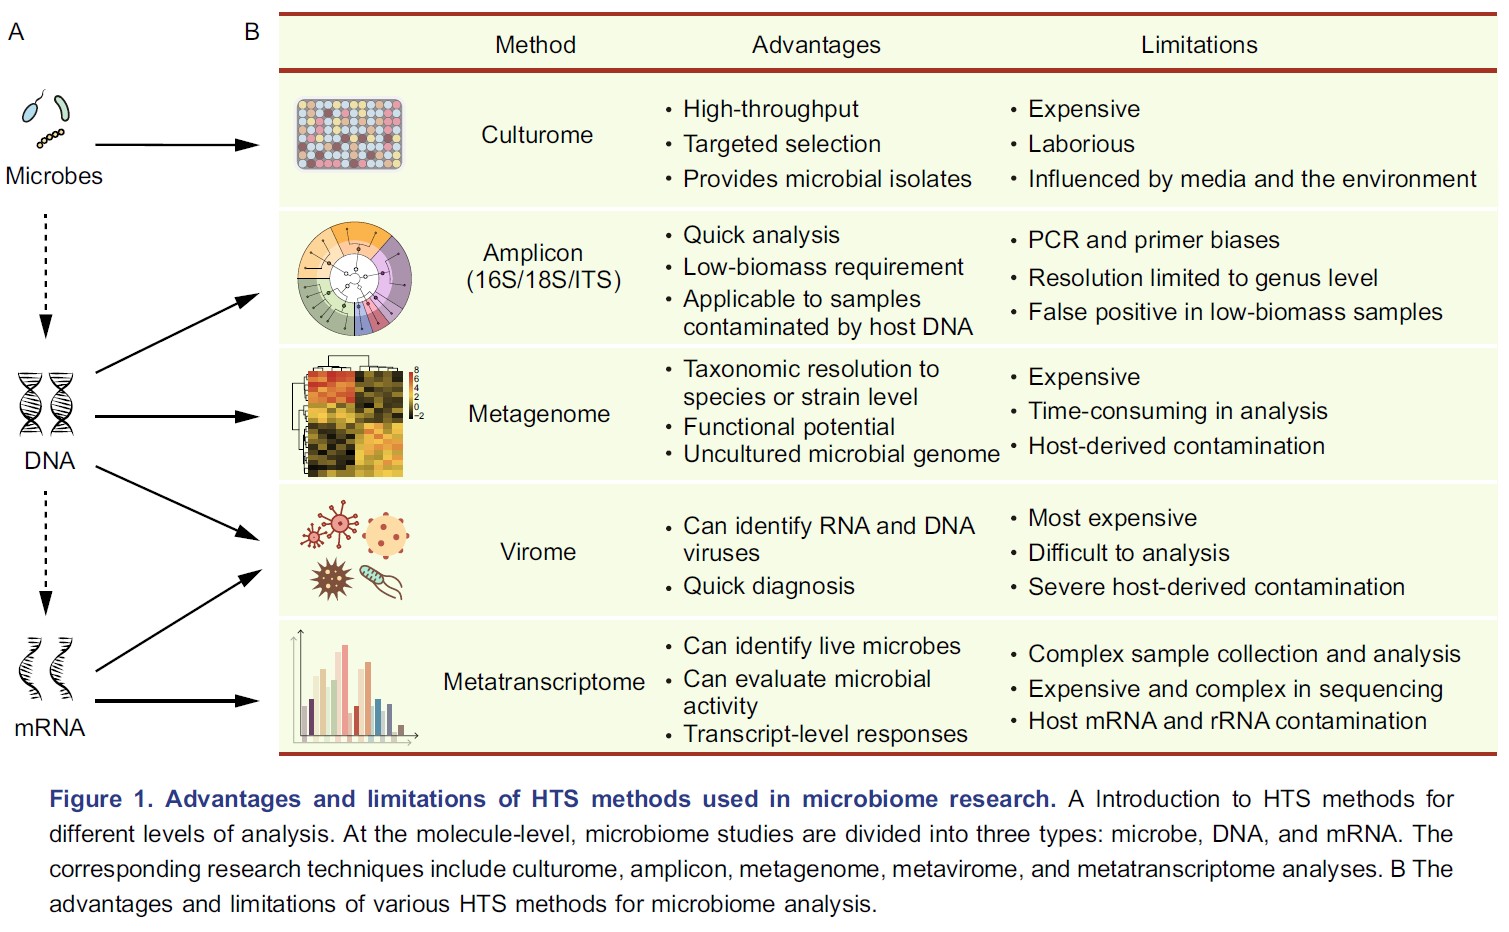 A
B
Method
Advantages
Limitations
Microbes
DNA
mRNA
Culturome
• High-throughput
• Targeted selection
• Provides microbial isolates
• Expensive
• Laborious
• Influenced by media and the environment
Amplicon
(16S/18S/ITS)
• Quick analysis
• Low-biomass requirement
• Applicable to samples
contaminated by host DNA
• PCR and primer biases
• Resolution limited to genus level
• False positive in low-biomass samples
8
6
4
2
0
−2
Metagenome
• Taxonomic resolution to
species or strain level
• Functional potential
• Uncultured microbial genome
• Expensive
• Time-consuming in analysis
• Host-derived contamination
Virome
• Can identify RNA and DNA
viruses
• Quick diagnosis
• Most expensive
• Difficult to analysis
• Severe host-derived contamination
Metatranscriptome
• Can identify live microbes
• Can evaluate microbial
activity
• Transcript-level responses
• Complex sample collection and analysis
• Expensive and complex in sequencing
• Host mRNA and rRNA contamination
Figure 1. Advantages and limitations of HTS methods used in microbiome research. A Introduction to HTS methods for
different levels of analysis. At the molecule-level, microbiome studies are divided into three types: microbe, DNA, and mRNA. The
corresponding research techniques include culturome, amplicon, metagenome, metavirome, and metatranscriptome analyses. B The
advantages and limitations of various HTS methods for microbiome analysis.